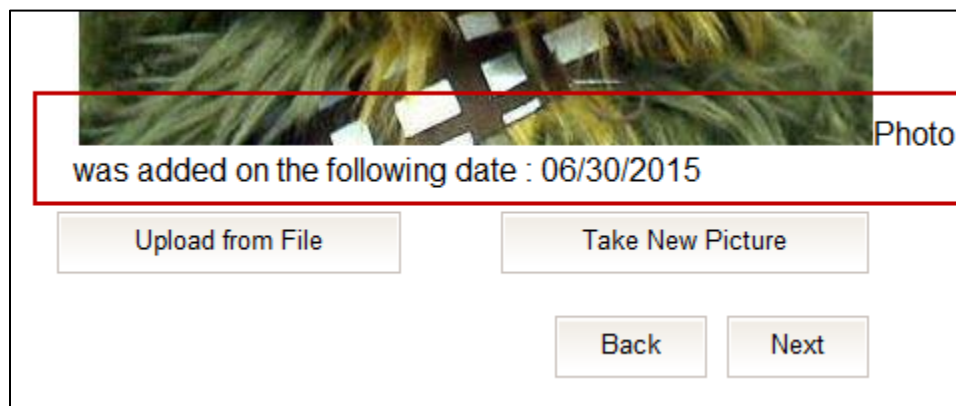 Photo
was added on the following date : 06/30/2015
Upload from File
Take New Picture
Back
Next